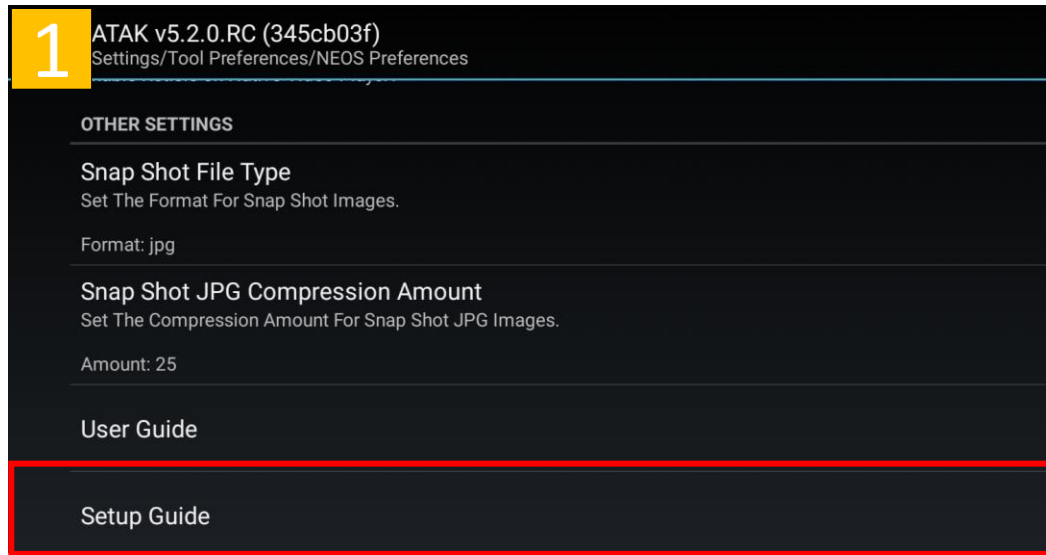 1
ATAK v5.2.0.RC (345cb03f)
Settings/Tool Preferences/NEOS Preferences
OTHER SETTINGS
Snap Shot File Type
Set The Format For Snap Shot Images.
Format: jpg
Snap Shot JPG Compression Amount
Set The Compression Amount For Snap Shot JPG Images.
Amount: 25
User Guide
Setup Guide